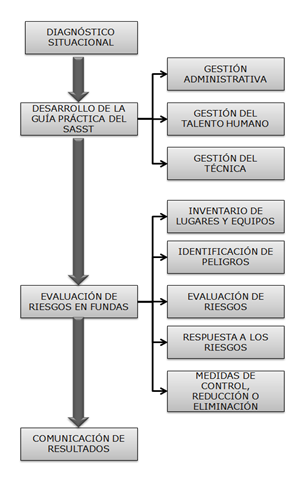 DIAGNÓSTICO
SITUACIONAL
GESTIÓN
ADMINISTRATIVA
DESARROLLO DE LA
GUÍA PRÁCTICA DEL
SASST
GESTIÓN DEL
TALENTO HUMANO
GESTIÓN DEL
TÉCNICA
INVENTARIO DE
LUGARES Y EQUIPOS
IDENTIFICACIÓN DE
PELIGROS
EVALUACIÓN DE
RIESGOS EN FUNDAS
EVALUACIÓN DE
RIESGOS
RESPUESTA A LOS
RIESGOS
MEDIDAS DE
CONTROL,
REDUCCIÓN O
ELIMINACIÓN
COMUNICACIÓN DE
RESULTADOS